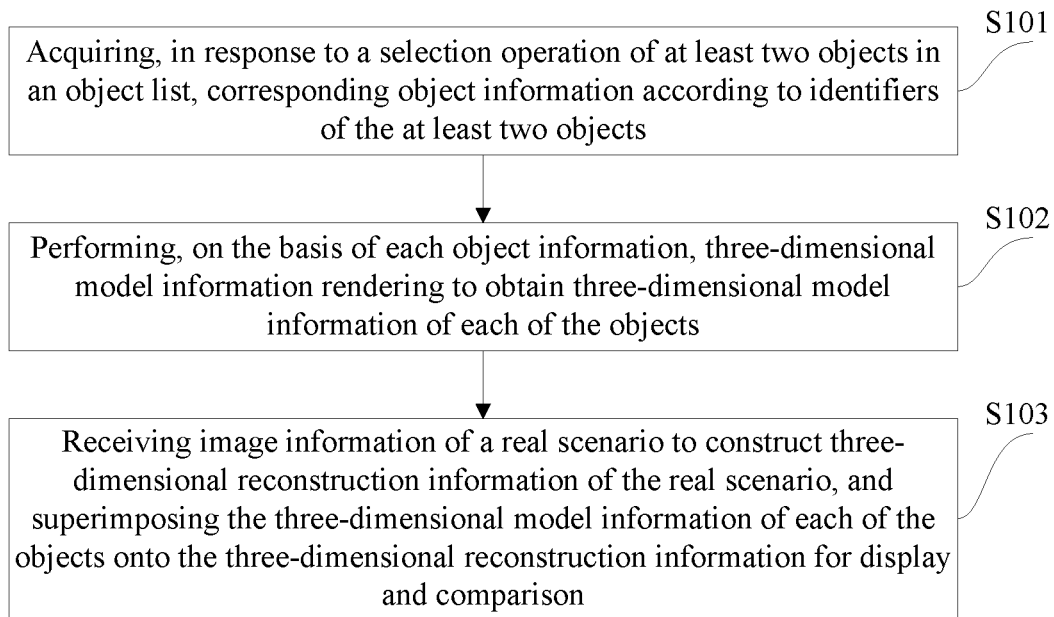 S101
Acquiring, in response to a selection operation of at least two objects in
an object list, corresponding object information according to identifiers
of the at least two objects
S102
Performing, on the basis of each object information, three-dimensional
model information rendering to obtain three-dimensional model
information of each of the objects
S103
Receiving image information of a real scenario to construct three-
dimensional reconstruction information of the real scenario, and
superimposing the three-dimensional model information of each of the
objects onto the three-dimensional reconstruction information for display
and comparison